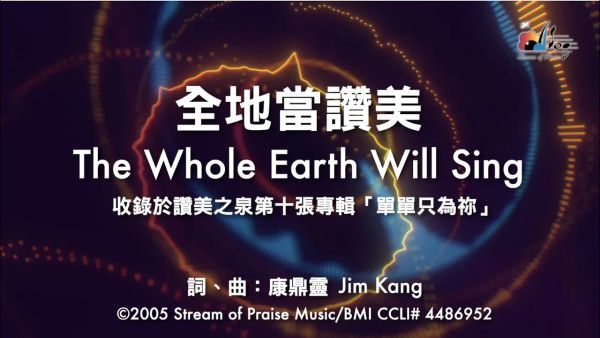 全地當讚美
The Whole Earth Will Sing
收錄於讚美之泉第十張專輯「單單只為祢」
詞、曲：康鼎靈 Jim Kang
©2005 Stream of Praise Music/BMI CCLI# 4486952